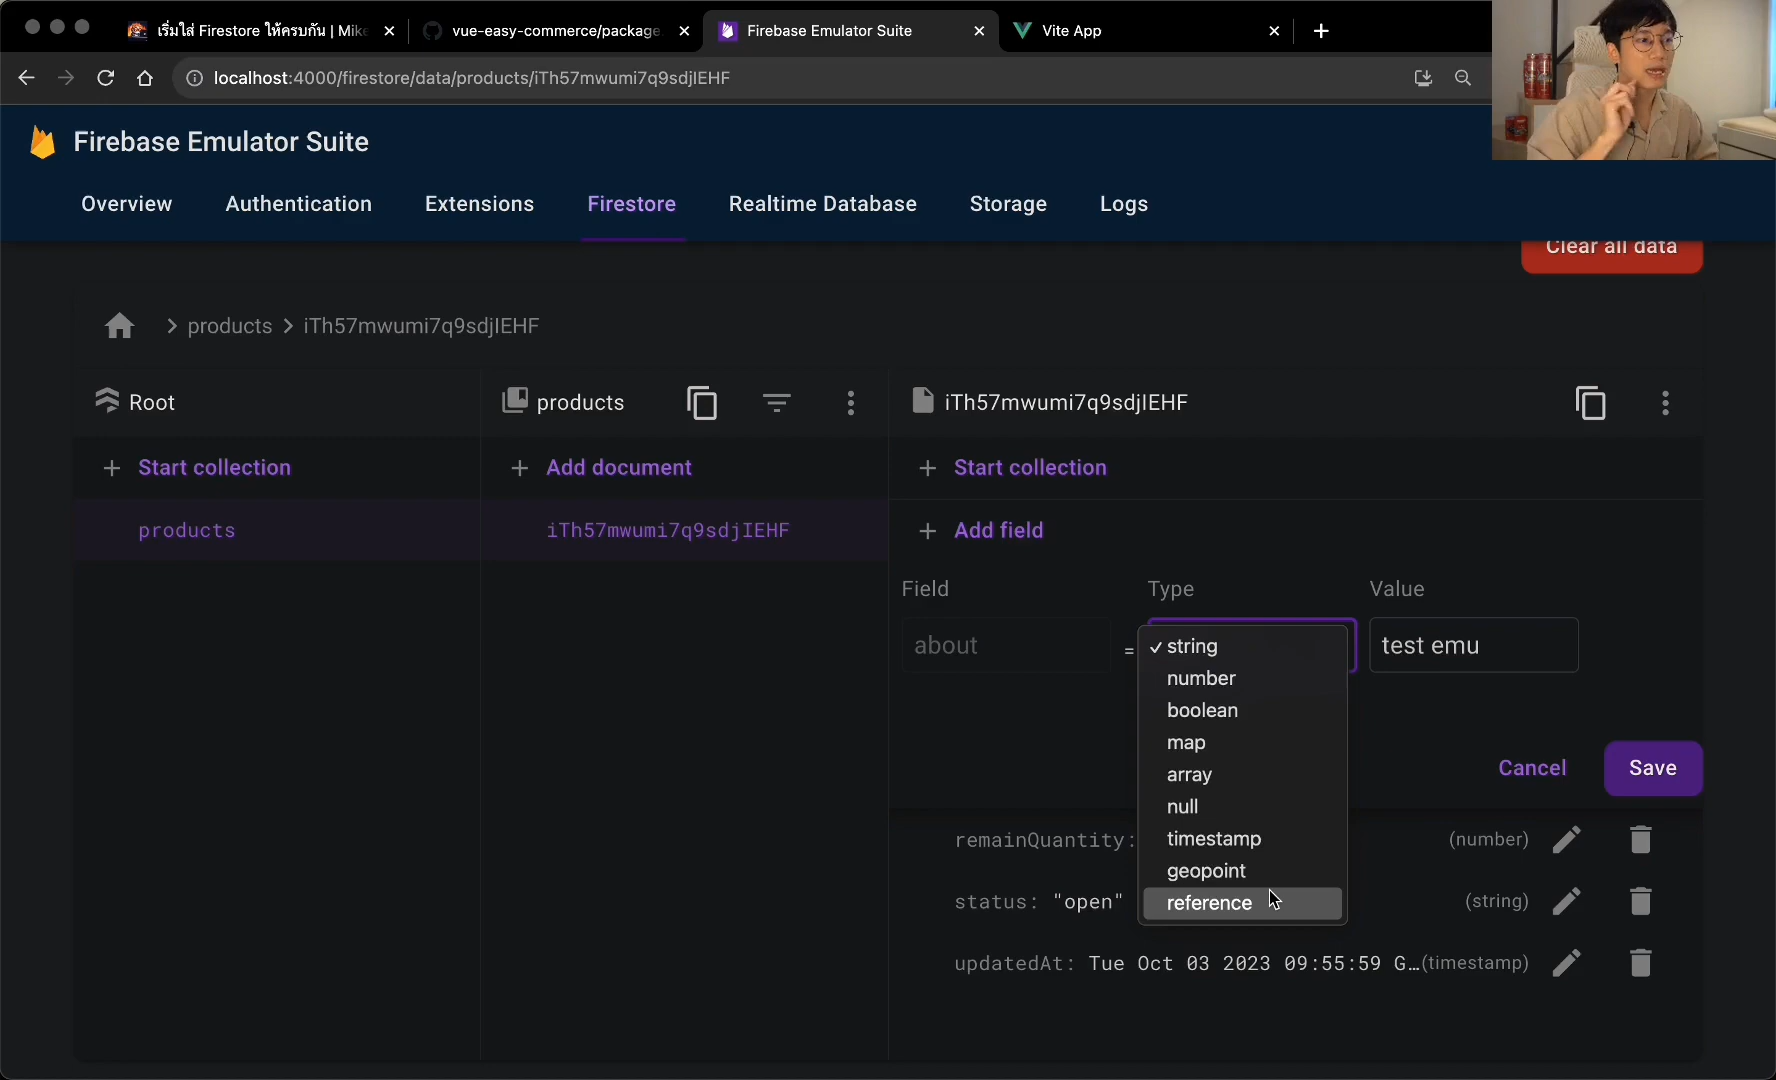 เริ่มใส่ Firestore ให้ครบกัน | Mike
vue-easy-commerce/package
Firebase Emulator Suite
Vite App
localhost:4000/firestore/data/products/iTh57mwumi7q9sdjIEHF
Firebase Emulator Suite
Overview
Authentication
Extensions
Firestore
Realtime Database
Storage
Logs
Clear all data
products
iTh57mwumi7q9sdjIEHF
Root
products
iTh57mwumi7q9sdjIEHF
Start collection
Add document
Start collection
products
iTh57mwumi7q9sdjIEHF
Add field
Field
Type
Value
about
=
string
test emu
number
boolean
map
array
null
timestamp
geopoint
reference
Cancel
Save
remainQuantity:
(number)
status: "open"
(string)
updatedAt: Tue Oct 03 2023 09:55:59 G…(timestamp)